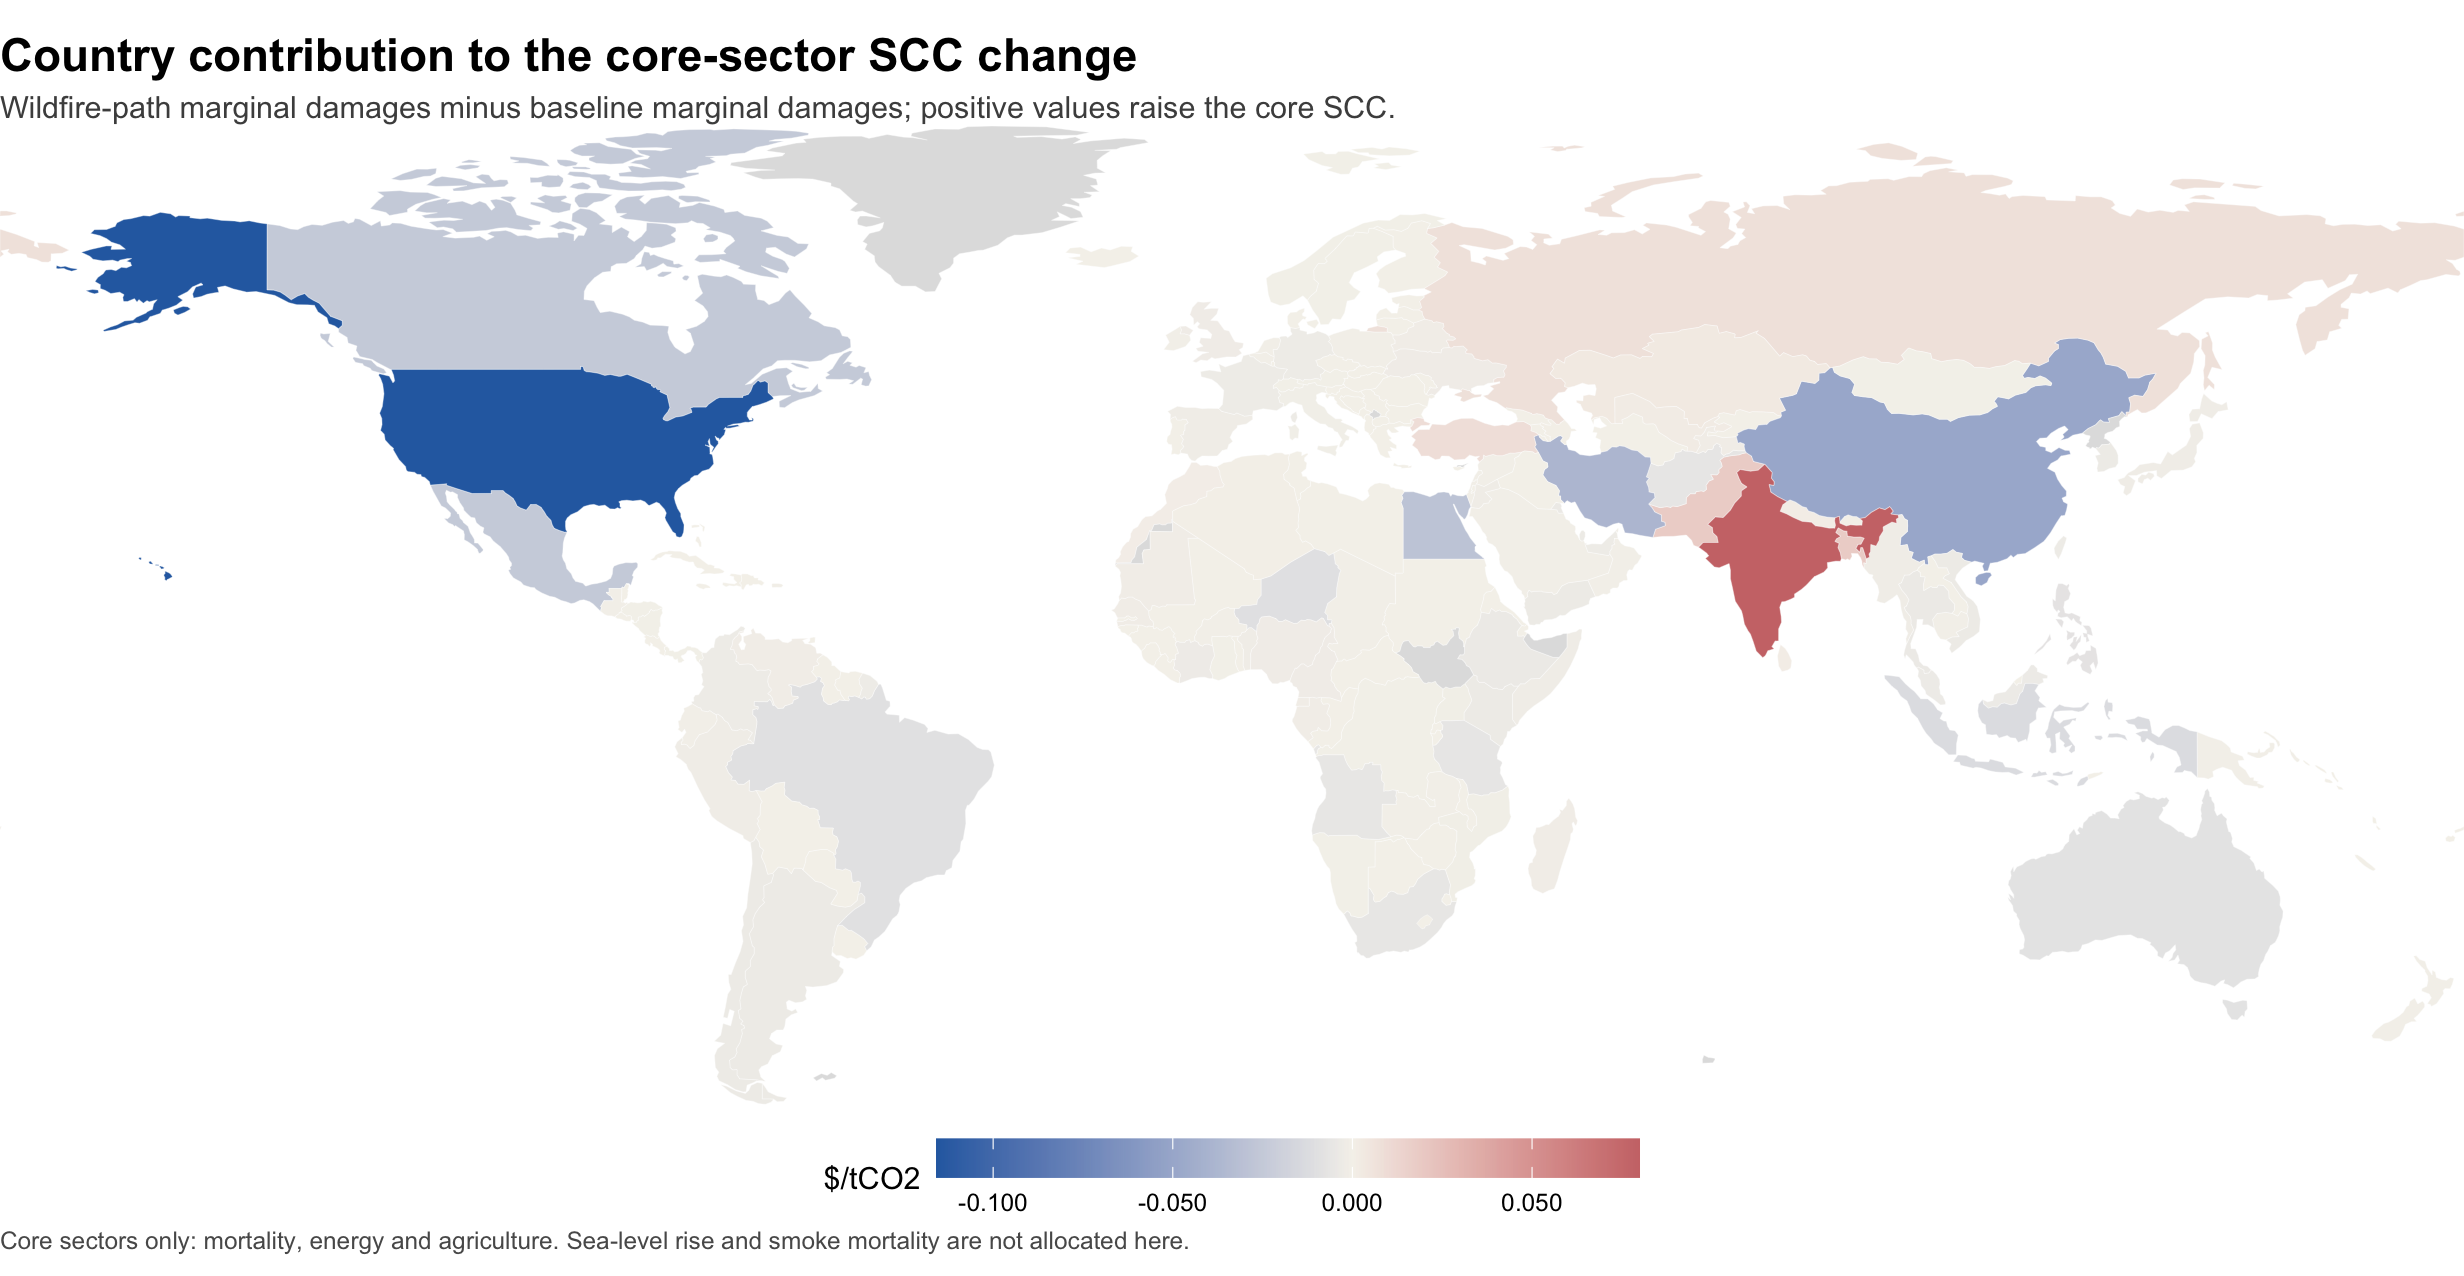 Country contribution to the core-sector SCC change
Wildfire-path marginal damages minus baseline marginal damages; positive values raise the core SCC.
$/tCO2
-0.100 -0.050 0.000 0.050
Core sectors only: mortality, energy and agriculture. Sea-level rise and smoke mortality are not allocated here.